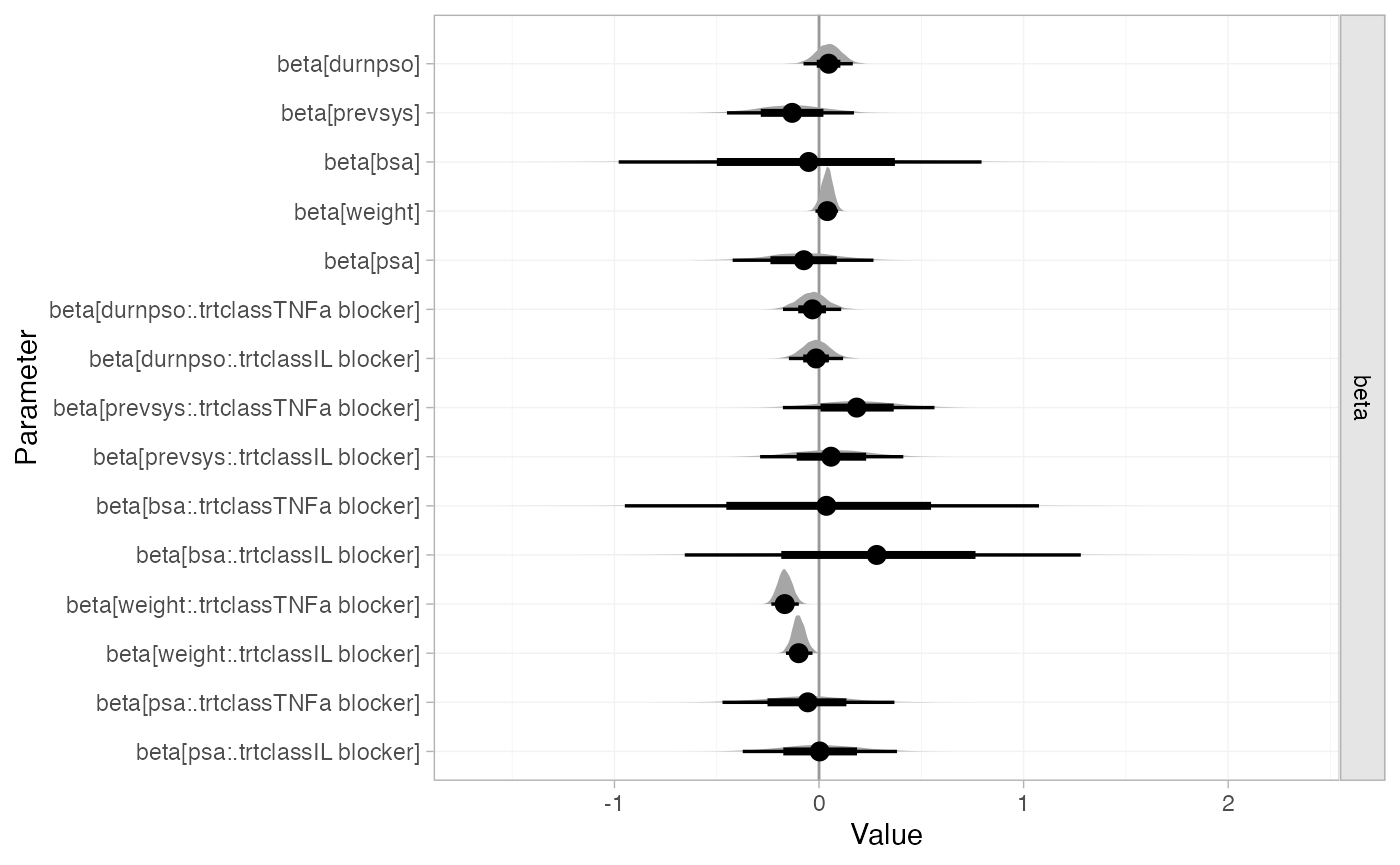 beta[durnpso]
beta[prevsys]
beta[bsa]
beta[weight]
beta[psa]
beta[durnpso:.trtclassTNFa blocker]
beta[durnpso:.trtclassIL blocker]
beta[prevsys:.trtclassTNFa blocker]
beta[prevsys:.trtclassIL blocker]
beta[bsa:.trtclassTNFa blocker]
beta[bsa:.trtclassIL blocker]
beta[weight:.trtclassTNFa blocker]
beta[weight:.trtclassIL blocker]
beta[psa:.trtclassTNFa blocker]
beta[psa:.trtclassIL blocker]
Parameter
beta
-1 0 1 2
Value